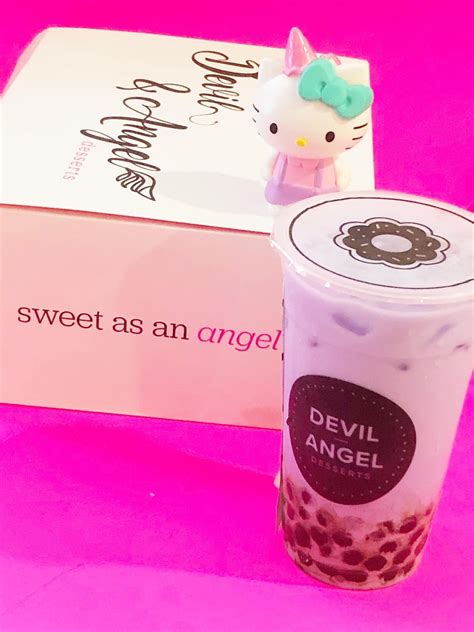 Devil
& Angel
desserts
sweet as an angel
DEVIL
ANGEL
DESSERTS